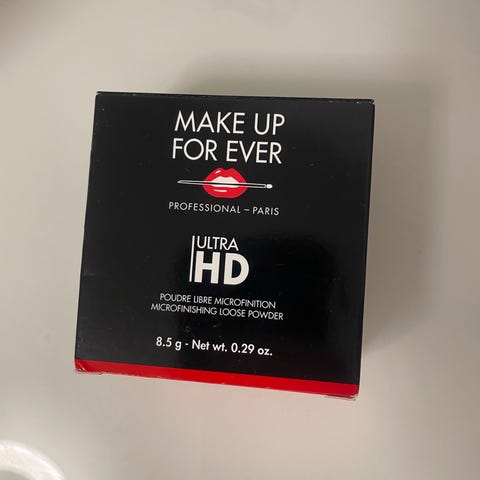 MAKE UP
FOR EVER
PROFESSIONAL – PARIS
ULTRA
HD
POUDRE LIBRE MICROFINITION
MICROFINISHING LOOSE POWDER
8.5 g - Net wt. 0.29 oz.